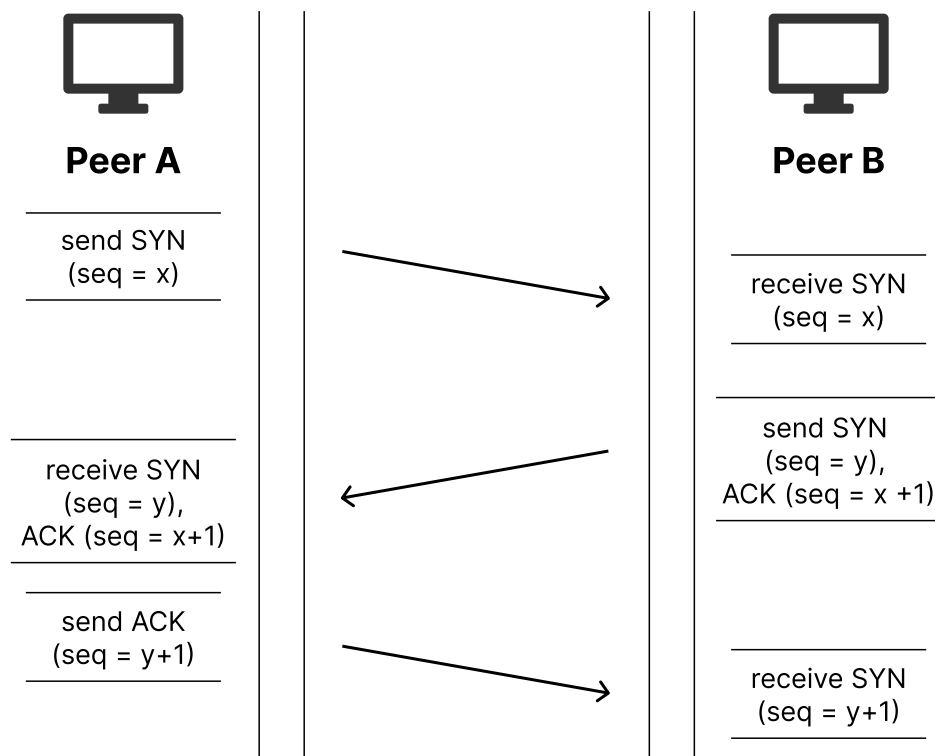 Peer A
Peer B
send SYN
(seq = x)
receive SYN
(seq = x)
send SYN
(seq = y),
ACK (seq = x +1)
receive SYN
(seq = y),
ACK (seq = x+1)
send ACK
(seq = y+1)
receive SYN
(seq = y+1)